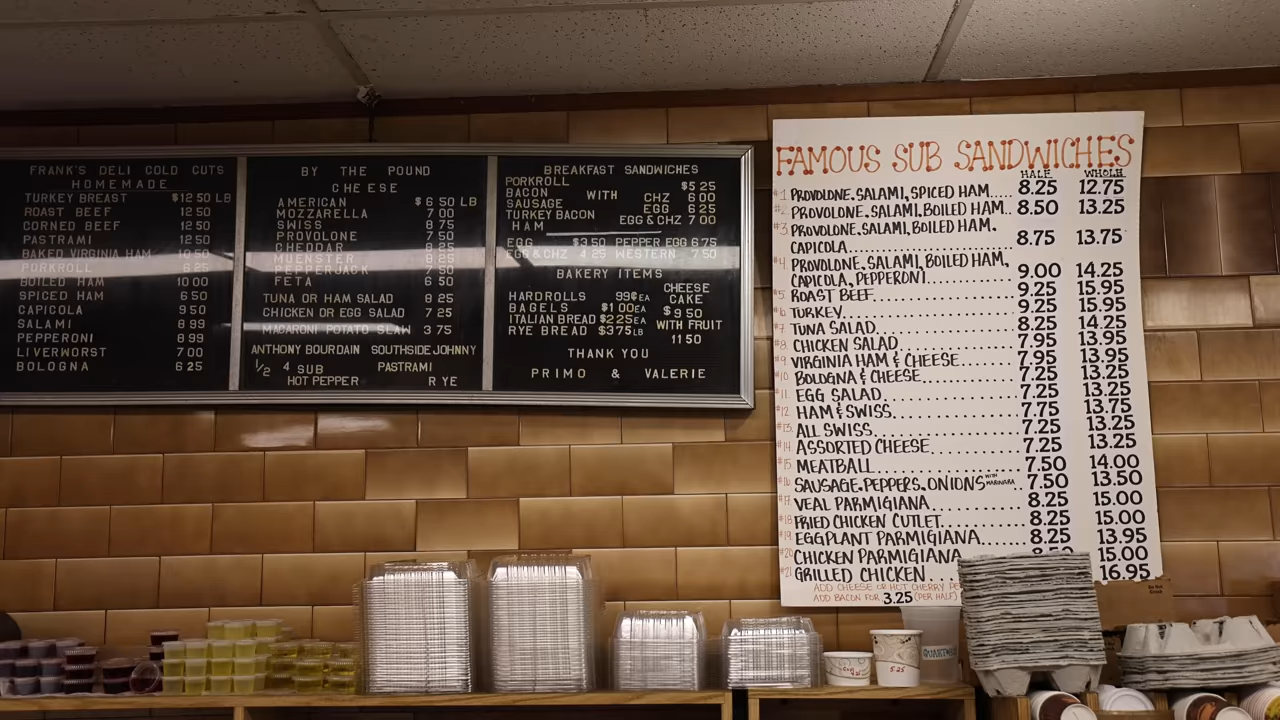 FRANK'S DELI COLD CUTS
HOMEMADE
TURKEY BREAST $12 50 LB
ROAST BEEF 12 50
CORNED BEEF 12 50
PASTRAMI 12 50
BAKED VIRGINIA HAM 10 50
PORKROLL 6 25
BOILED HAM 10 00
SPICED HAM 6 50
CAPICOLA 9 50
SALAMI 8 99
PEPPERONI 8 99
LIVERWORST 7 00
BOLOGNA 6 25
BY THE POUND
CHEESE
AMERICAN $6 50 LB
MOZZARELLA 7 00
SWISS 8 75
PROVOLONE 7 50
CHEDDAR 8 25
MUENSTER 8 25
PEPPERJACK 7 50
FETA 6 50
TUNA OR HAM SALAD 8 25
CHICKEN OR EGG SALAD 7 25
MACARONI POTATO SLAW 3 75
ANTHONY BOURDAIN SOUTHSIDE JOHNNY
1/2 4 SUB PASTRAMI
HOT PEPPER RYE
BREAKFAST SANDWICHES
PORKROLL $5 25
BACON WITH CHZ 6 00
SAUSAGE EGG 6 25
TURKEY BACON EGG & CHZ 7 00
HAM
EGG $3 50 PEPPER EGG 6 75
EGG & CHZ 4 25 WESTERN 7 50
BAKERY ITEMS
HARDROLLS 99¢EA
BAGELS $1 00EA
ITALIAN BREAD $2 25EA
RYE BREAD $3 75LB
CHEESE
CAKE
$9 50
WITH FRUIT
11 50
THANK YOU
PRIMO & VALERIE
FAMOUS SUB SANDWICHES
HALF WHOLE
#1 PROVOLONE, SALAMI, SPICED HAM.... 8.25 12.75
#2 PROVOLONE, SALAMI, BOILED HAM.. 8.50 13.25
#3 PROVOLONE, SALAMI, BOILED HAM,
CAPICOLA........ 8.75 13.75
#4 PROVOLONE, SALAMI, BOILED HAM,
CAPICOLA, PEPPERONI........ 9.00 14.25
#5 ROAST BEEF........ 9.25 15.95
#6 TURKEY........ 9.25 15.95
#7 TUNA SALAD........ 8.25 14.25
#8 CHICKEN SALAD........ 7.95 13.95
#9 VIRGINIA HAM & CHEESE........ 7.95 13.95
#10 BOLOGNA & CHEESE........ 7.25 13.25
#11 EGG SALAD........ 7.25 13.25
#12 HAM & SWISS........ 7.75 13.75
#13 ALL SWISS........ 7.25 13.25
#14 ASSORTED CHEESE........ 7.25 13.25
#15 MEATBALL........ 7.50 14.00
#16 SAUSAGE, PEPPERS, ONIONS WITH MARINARA... 7.50 13.50
#17 VEAL PARMIGIANA........ 8.25 15.00
#18 FRIED CHICKEN CUTLET........ 8.25 15.00
#19 EGGPLANT PARMIGIANA........ 8.25 13.95
#20 CHICKEN PARMIGIANA 8.50 15.00
#21 GRILLED CHICKEN 16.95
ADD CHEESE OR HOT CHERRY PE
ADD BACON FOR 3.25 (PER HALF)
5.25